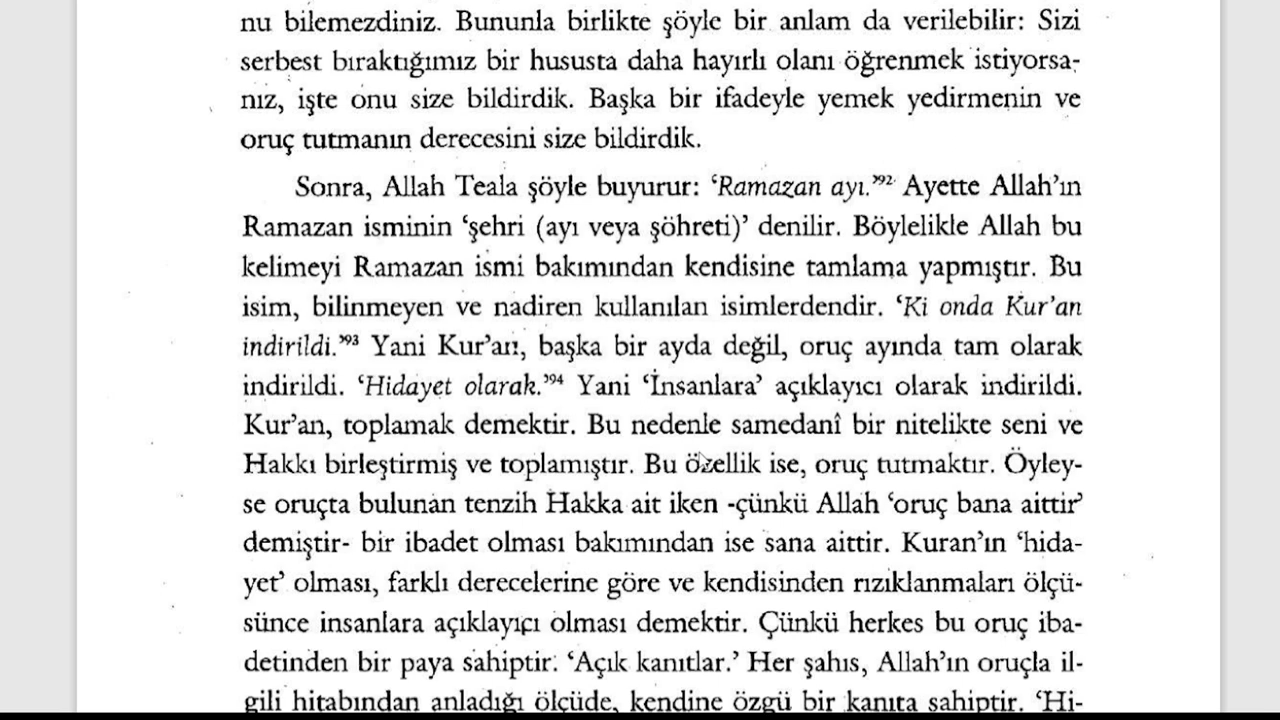 nu bilemezdiniz. Bununla birlikte şöyle bir anlam da verilebilir: Sizi
serbest bıraktığımız bir hususta daha hayırlı olanı öğrenmek istiyorsa-
nız, işte onu size bildirdik. Başka bir ifadeyle yemek yedirmenin ve
oruç tutmanın derecesini size bildirdik.
Sonra, Allah Teala şöyle buyurur: ‘Ramazan ayı.’92 Ayette Allah’ın
Ramazan isminin ‘şehri (ayı veya şöhreti)’ denilir. Böylelikle Allah bu
kelimeyi Ramazan ismi bakımından kendisine tamlama yapmıştır. Bu
isim, bilinmeyen ve nadiren kullanılan isimlerdendir. ‘Ki onda Kur’an
indirildi.’93 Yani Kur’an, başka bir ayda değil, oruç ayında tam olarak
indirildi. ‘Hidayet olarak.’94 Yani ‘İnsanlara’ açıklayıcı olarak indirildi.
Kur’an, toplamak demektir. Bu nedenle samedanî bir nitelikte seni ve
Hakkı birleştirmiş ve toplamıştır. Bu özellik ise, oruç tutmaktır. Öyley-
se oruçta bulunan tenzih Hakka ait iken -çünkü Allah ‘oruç bana aittir’
demiştir- bir ibadet olması bakımından ise sana aittir. Kuran’ın ‘hida-
yet’ olması, farklı derecelerine göre ve kendisinden rızıklanmaları ölçü-
sünce insanlara açıklayıçı olması demektir. Çünkü herkes bu oruç iba-
detinden bir paya sahiptir. ‘Açık kanıtlar.’ Her şahıs, Allah’ın oruçla il-
gili hitabından anladığı ölçüde, kendine özgü bir kanıta sahiptir. ‘Hi-